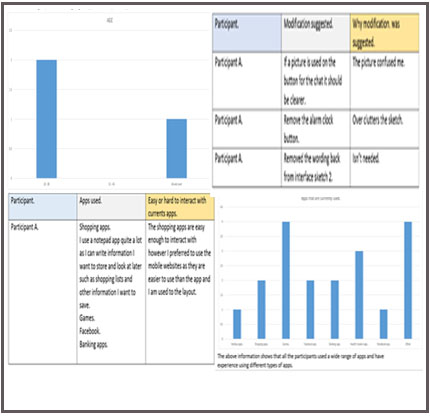 AGE
Participant.
Modification suggested.
Why modification. was
suggested.
Participant A.
If a picture is used on the
button for the chat it should
be clearer.
The picture confused me.
Participant A.
Remove the alarm clock
button.
Over clutters the sketch.
Participant A.
Removed the wording back
from interface sketch 2.
Isn't needed.
Participant.
Apps used.
Easy or hard to interact with
currents apps.
Participant A.
Shopping apps.
I use a notepad app quite a lot
as I can write information I
want to store and look at later
such as shopping lists and
other information I want to
save.
Games.
Facebook.
Banking apps.
The shopping apps are easy
enough to interact with
however I preferred to use the
mobile websites as they are
easier to use than the app and
I am used to the layout.
Apps that are currently used.
The above information shows that all the participants used a wide range of apps and have
experience using different types of apps.